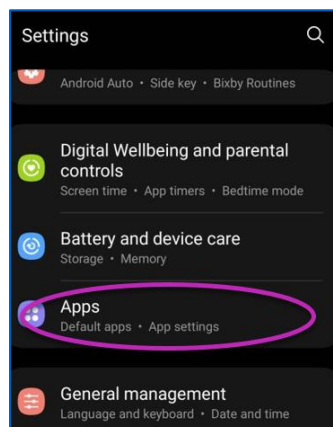 Settings
Android Auto • Side key • Bixby Routines
Digital Wellbeing and parental
controls
Screen time • App timers • Bedtime mode
Battery and device care
Storage • Memory
Apps
Default apps • App settings
General management
Language and keyboard • Date and time